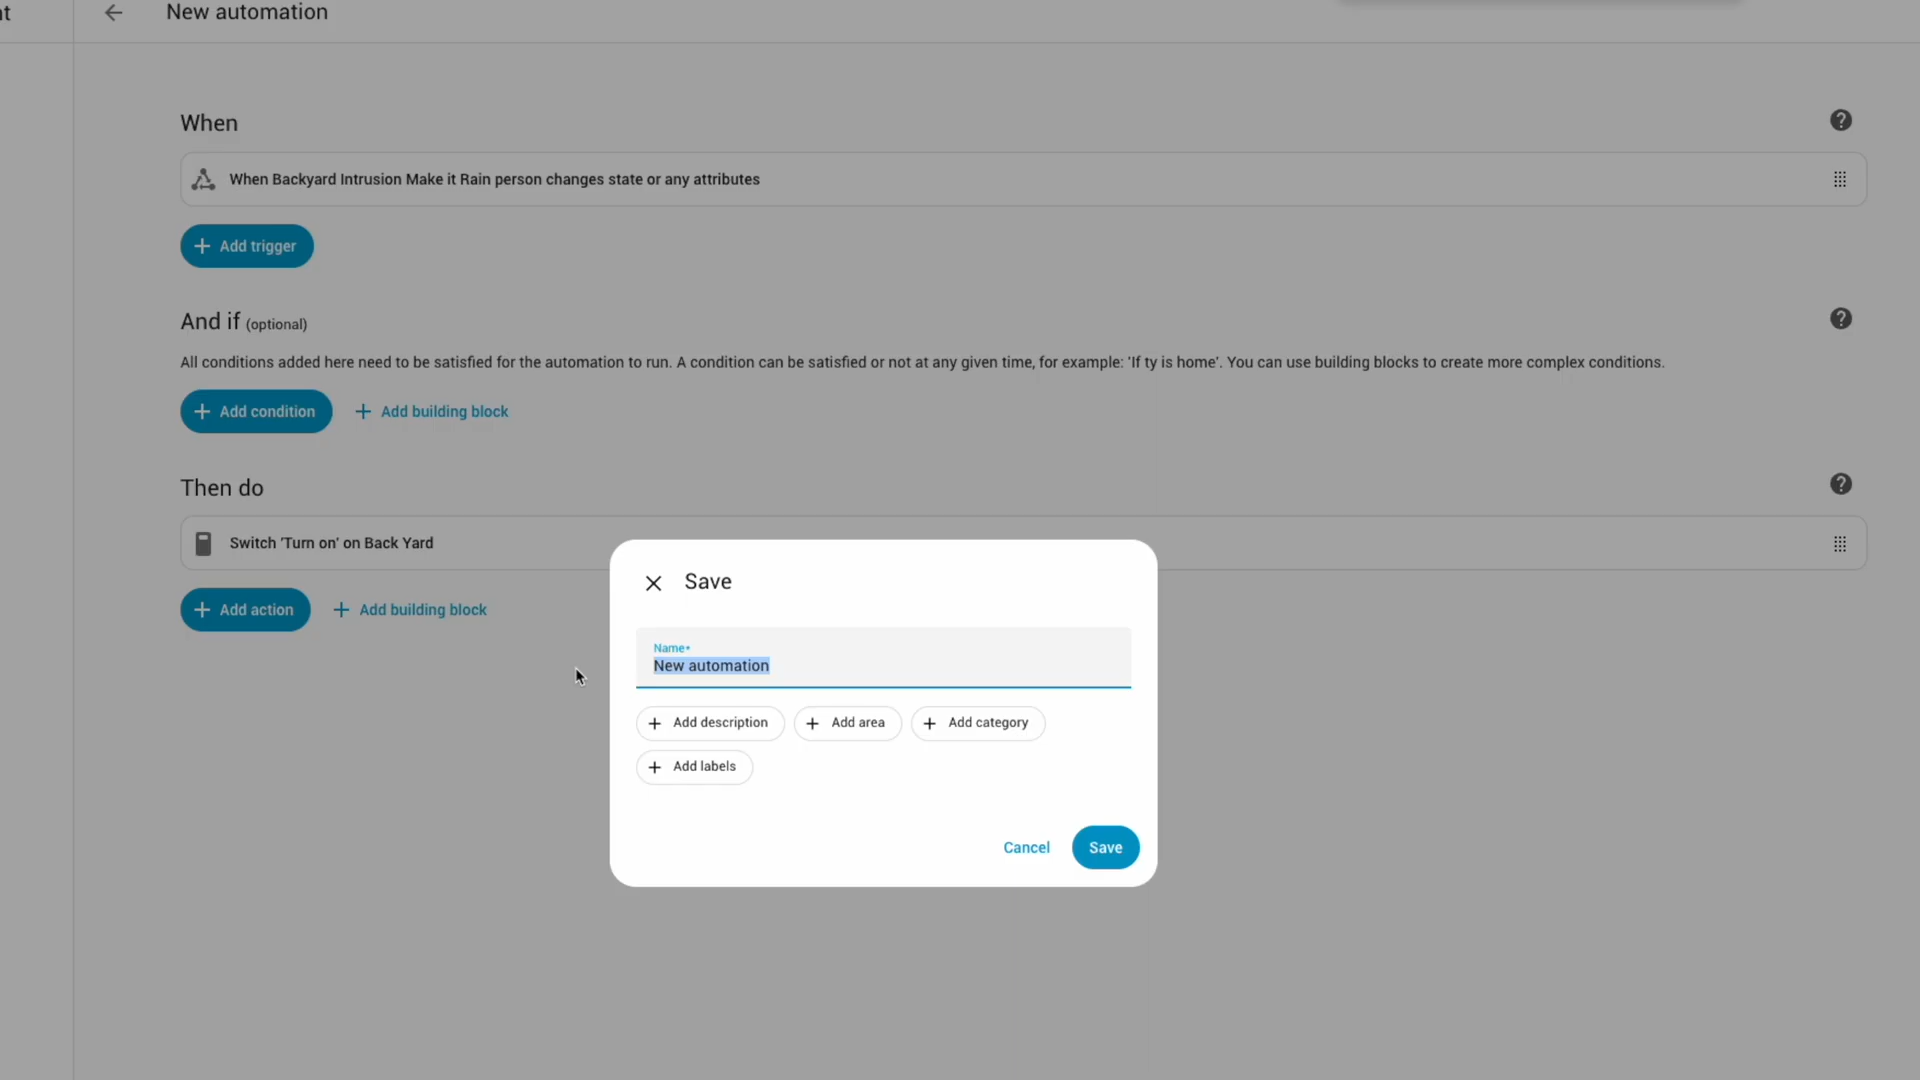 nt
New automation
When
When Backyard Intrusion Make it Rain person changes state or any attributes
Add trigger
And if (optional)
All conditions added here need to be satisfied for the automation to run. A condition can be satisfied or not at any given time, for example: 'If ty is home'. You can use building blocks to create more complex conditions.
Add condition
Add building block
Then do
Switch 'Turn on' on Back Yard
Add action
Add building block
Save
Name*
New automation
Add description
Add area
Add category
Add labels
Cancel
Save